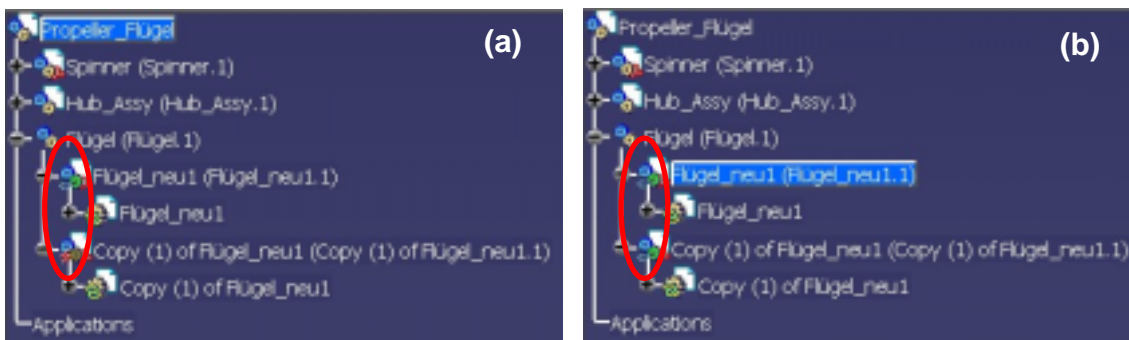 (a)
Propeller_Flügel
Spinner (Spinner.1)
Hub_Assy (Hub_Assy.1)
Flügel (Flügel.1)
Flügel_neu1 (Flügel_neu1.1)
Flügel_neu1
Copy (1) of Flügel_neu1 (Copy (1) of Flügel_neu1.1)
Copy (1) of Flügel_neu1
Applications
(b)
Propeller_Flügel
Spinner (Spinner.1)
Hub_Assy (Hub_Assy.1)
Flügel (Flügel.1)
Flügel_neu1 (Flügel_neu1.1)
Flügel_neu1
Copy (1) of Flügel_neu1 (Copy (1) of Flügel_neu1.1)
Copy (1) of Flügel_neu1
Applications